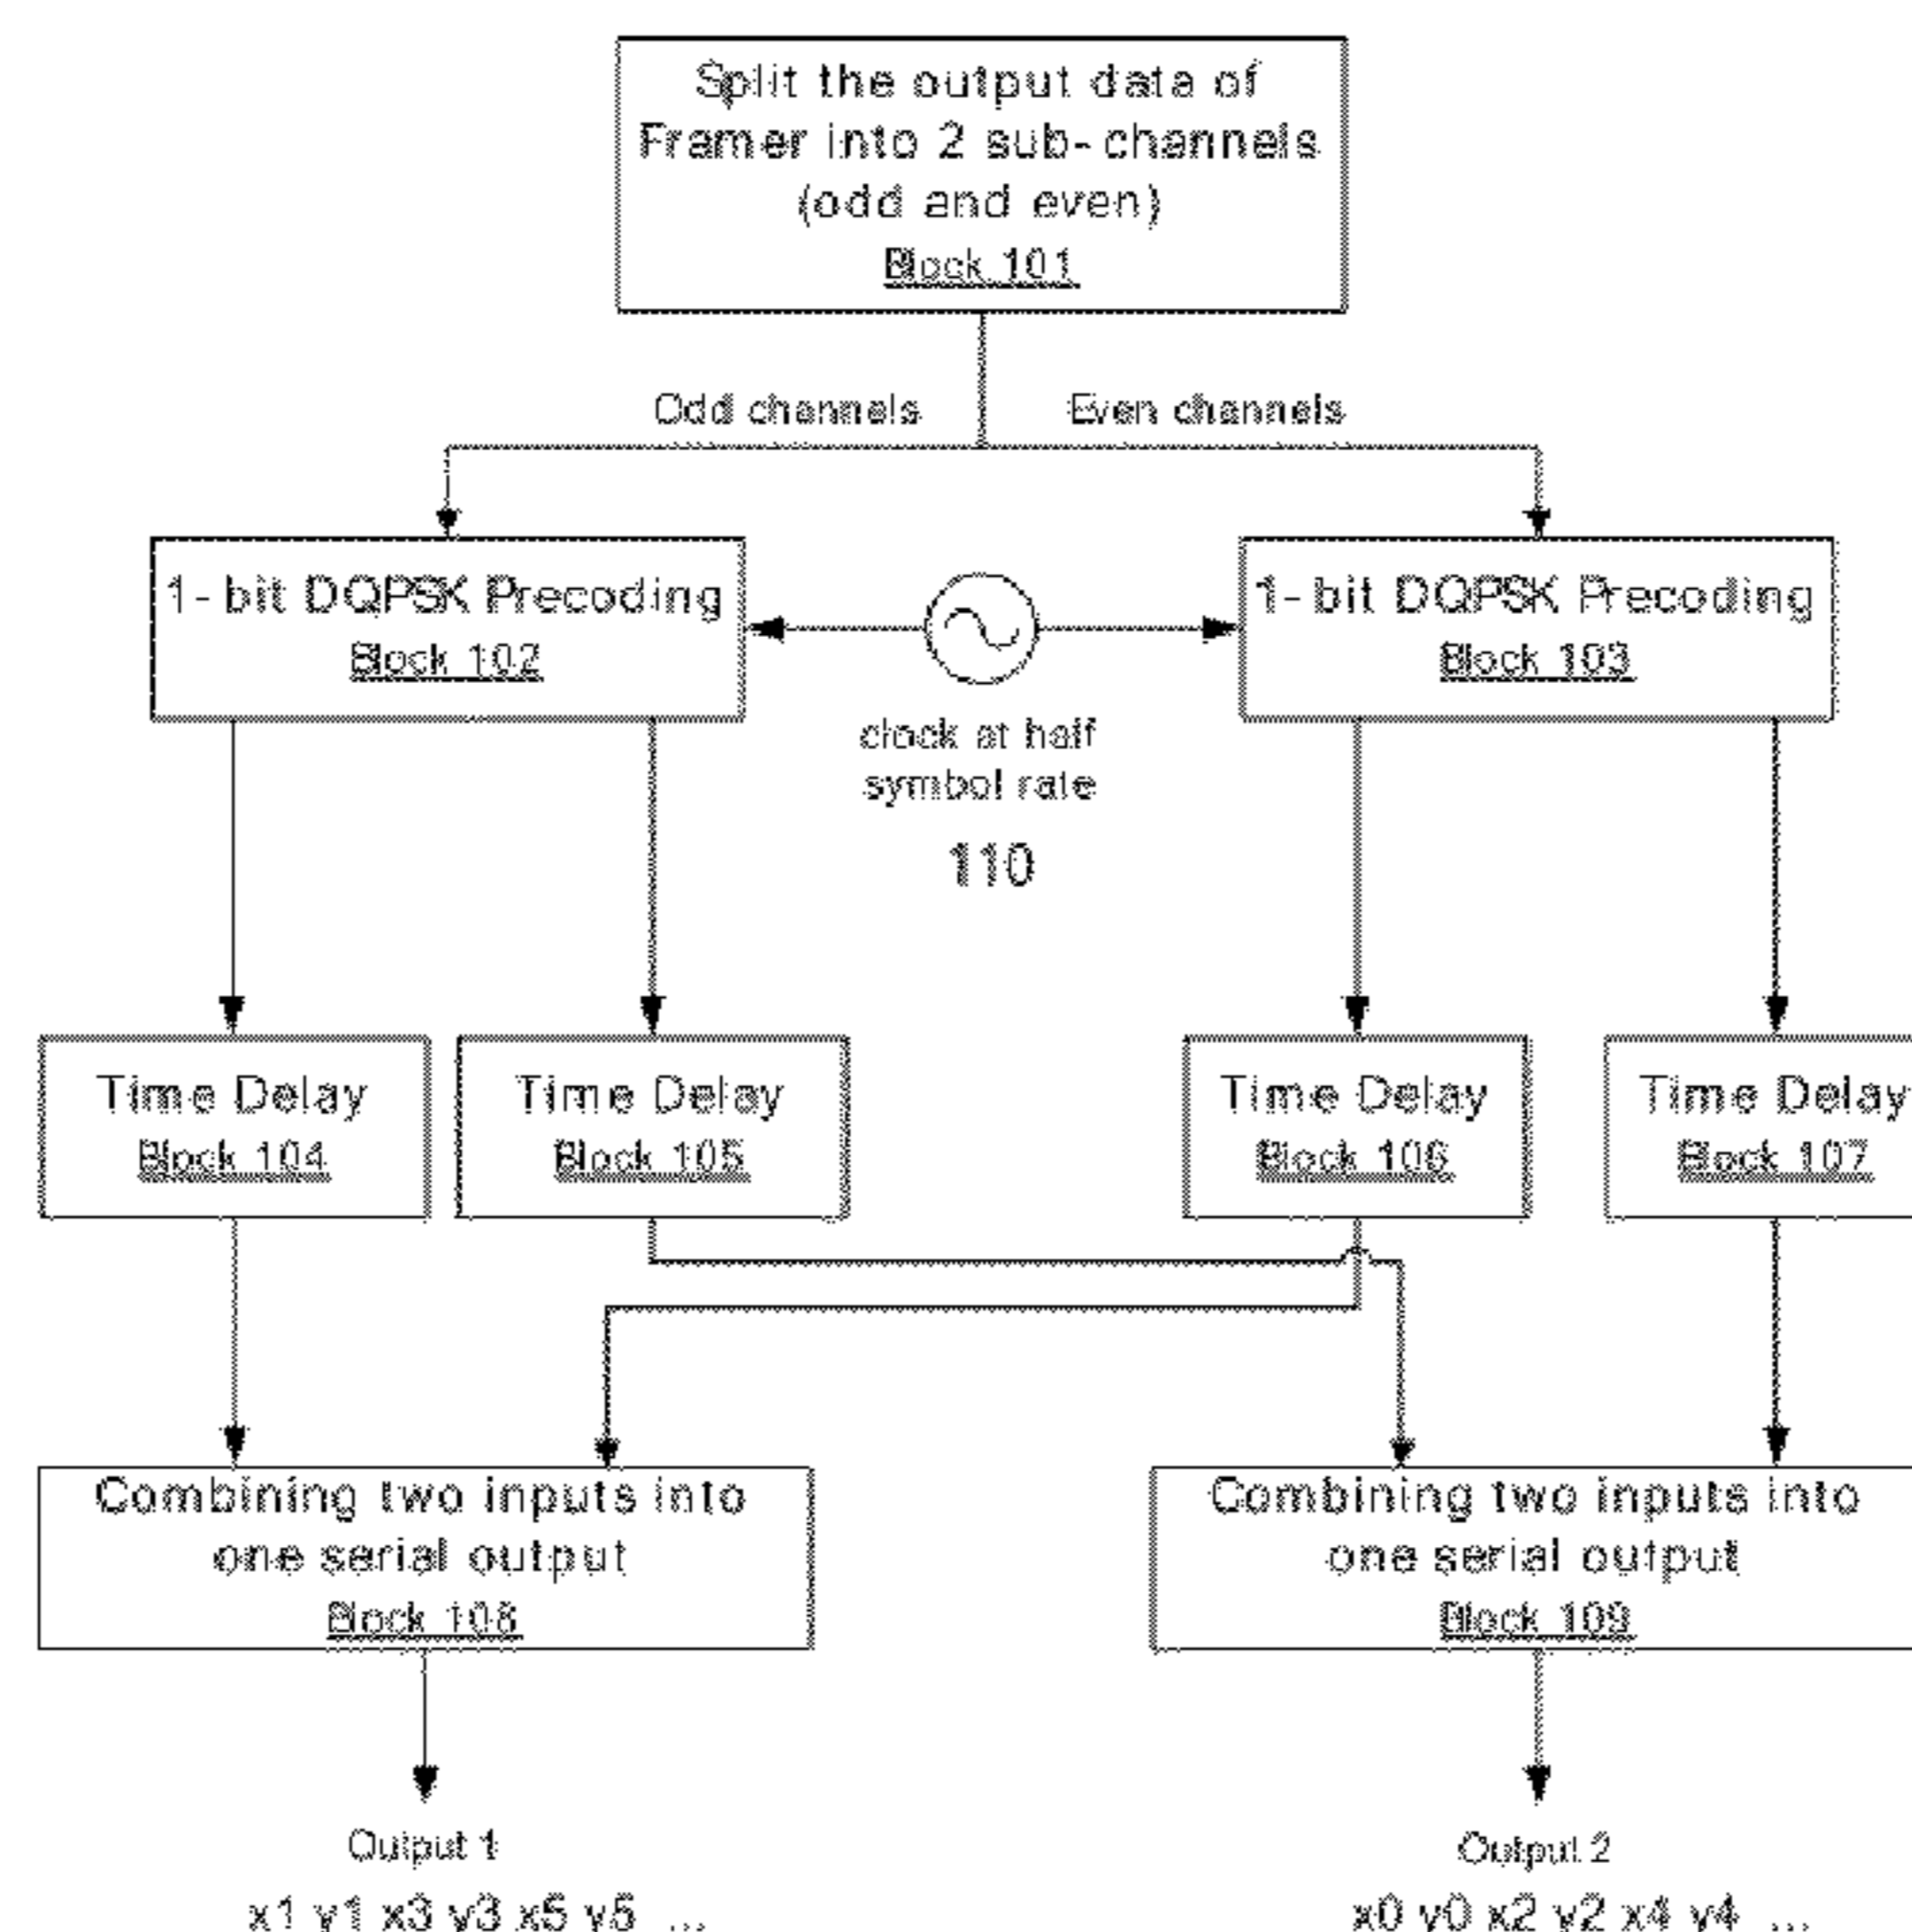 Split the output data of
Framer into 2 sub-channels
(odd and even)
Block 101
Odd channels
Even channels
1-bit DQPSK Precoding
Block 102
1-bit DQPSK Precoding
Block 103
clock at half
symbol rate
110
Time Delay
Block 104
Time Delay
Block 105
Time Delay
Block 106
Time Delay
Block 107
Combining two inputs into
one serial output
Block 108
Combining two inputs into
one serial output
Block 109
Output 1
x1 y1 x3 y3 x5 y5 ...
Output 2
x0 y0 x2 y2 x4 y4 ...